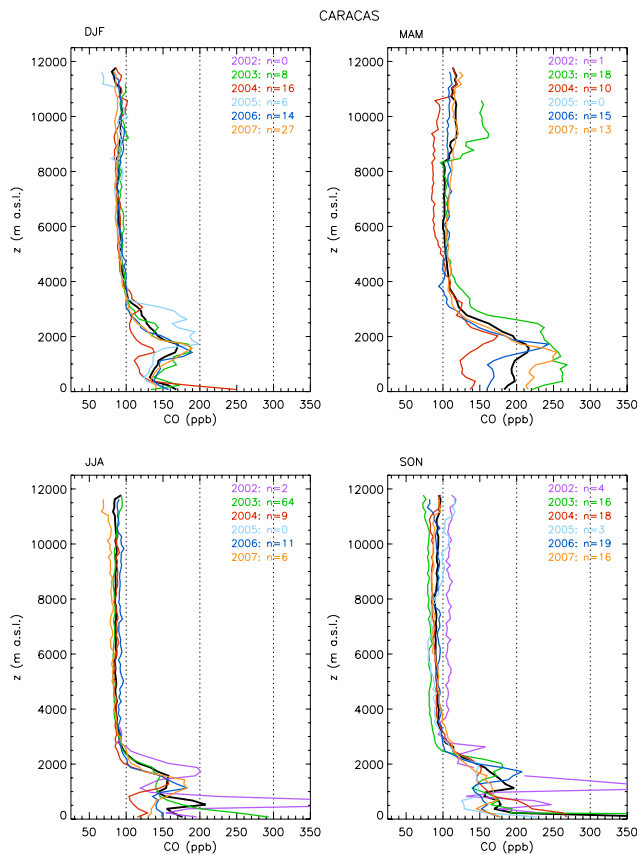 CARACAS
DJF
2002: n=0
2003: n=8
2004: n=16
2005: n=6
2006: n=14
2007: n=27
12000
10000
8000
6000
4000
2000
0
z (m a.s.l.)
50 100 150 200 250 300 350
CO (ppb)
MAM
2002: n=1
2003: n=18
2004: n=10
2005: n=0
2006: n=15
2007: n=13
12000
10000
8000
6000
4000
2000
0
z (m a.s.l.)
50 100 150 200 250 300 350
CO (ppb)
JJA
2002: n=2
2003: n=64
2004: n=9
2005: n=0
2006: n=11
2007: n=6
12000
10000
8000
6000
4000
2000
0
z (m a.s.l.)
50 100 150 200 250 300 350
CO (ppb)
SON
2002: n=4
2003: n=16
2004: n=18
2005: n=3
2006: n=19
2007: n=16
12000
10000
8000
6000
4000
2000
0
z (m a.s.l.)
50 100 150 200 250 300 350
CO (ppb)